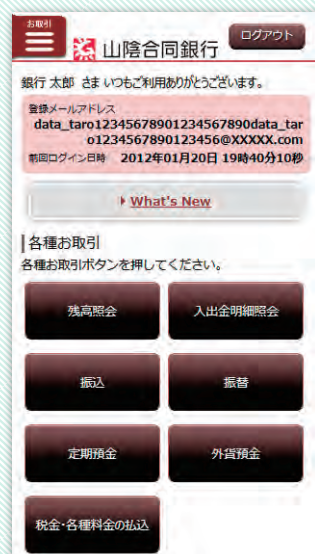 お取引
山陰合同銀行
ログアウト
銀行 太郎 さま いつもご利用ありがとうございます。
登録メールアドレス
data_taro12345678901234567890data_tar
o1234567890123456@XXXXX.com
前回ログイン日時 2012年01月20日 19時40分10秒
What's New
各種お取引
各種お取引ボタンを押してください。
残高照会 入出金明細照会
振込 振替
定期預金 外貨預金
税金・各種料金の払込